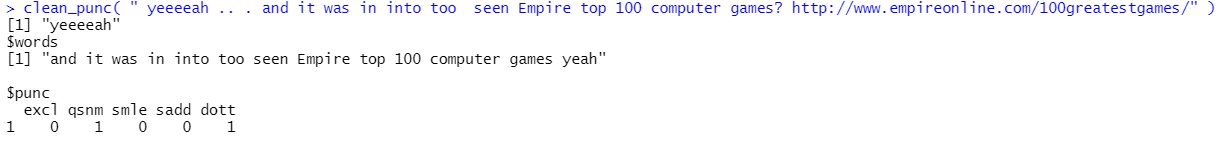 > clean_punc( " yeeeeah .. . and it was in into too  seen Empire top 100 computer games? http://www.empireonline.com/100greatestgames/" )
[1] "yeeeeah"
$words
[1] "and it was in into too seen Empire top 100 computer games yeah"

$punc
  excl qsnm smle sadd dott
1    0    1    0    0    1